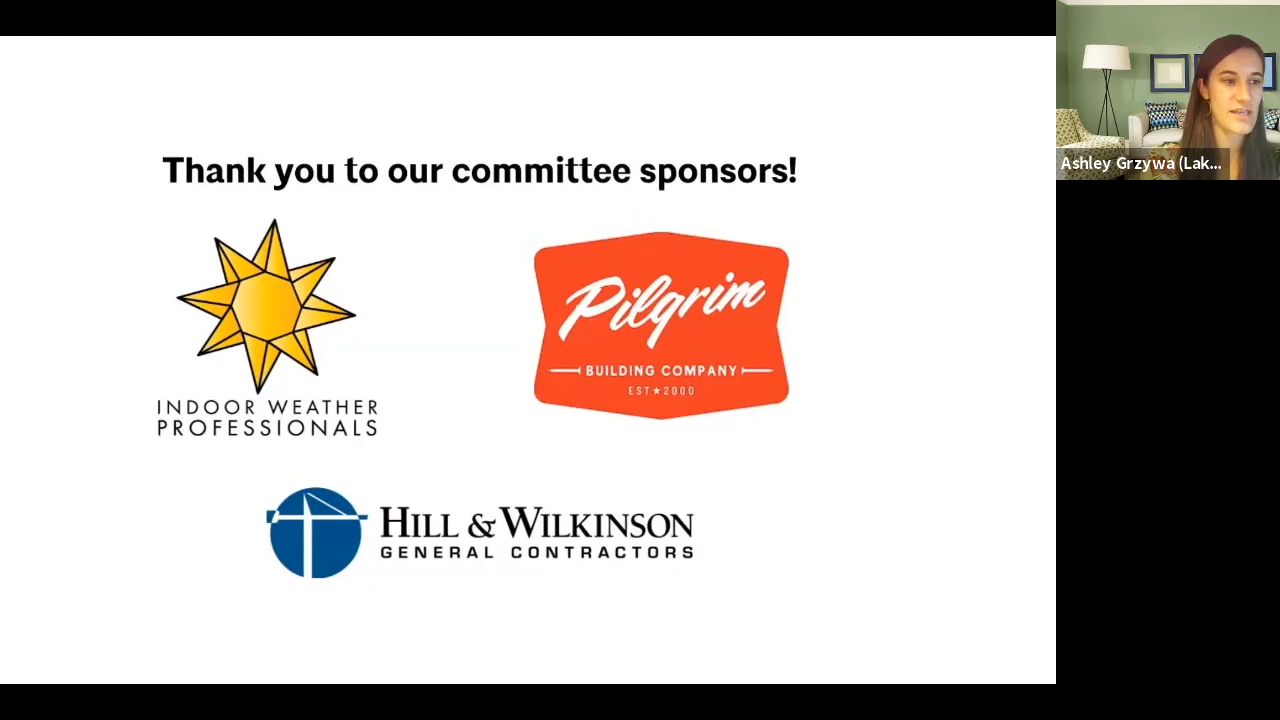 Thank you to our committee sponsors!
INDOOR WEATHER
PROFESSIONALS
Pilgrim
BUILDING COMPANY
EST★2000
HILL & WILKINSON
GENERAL CONTRACTORS
Ashley Grzywa (Lak...